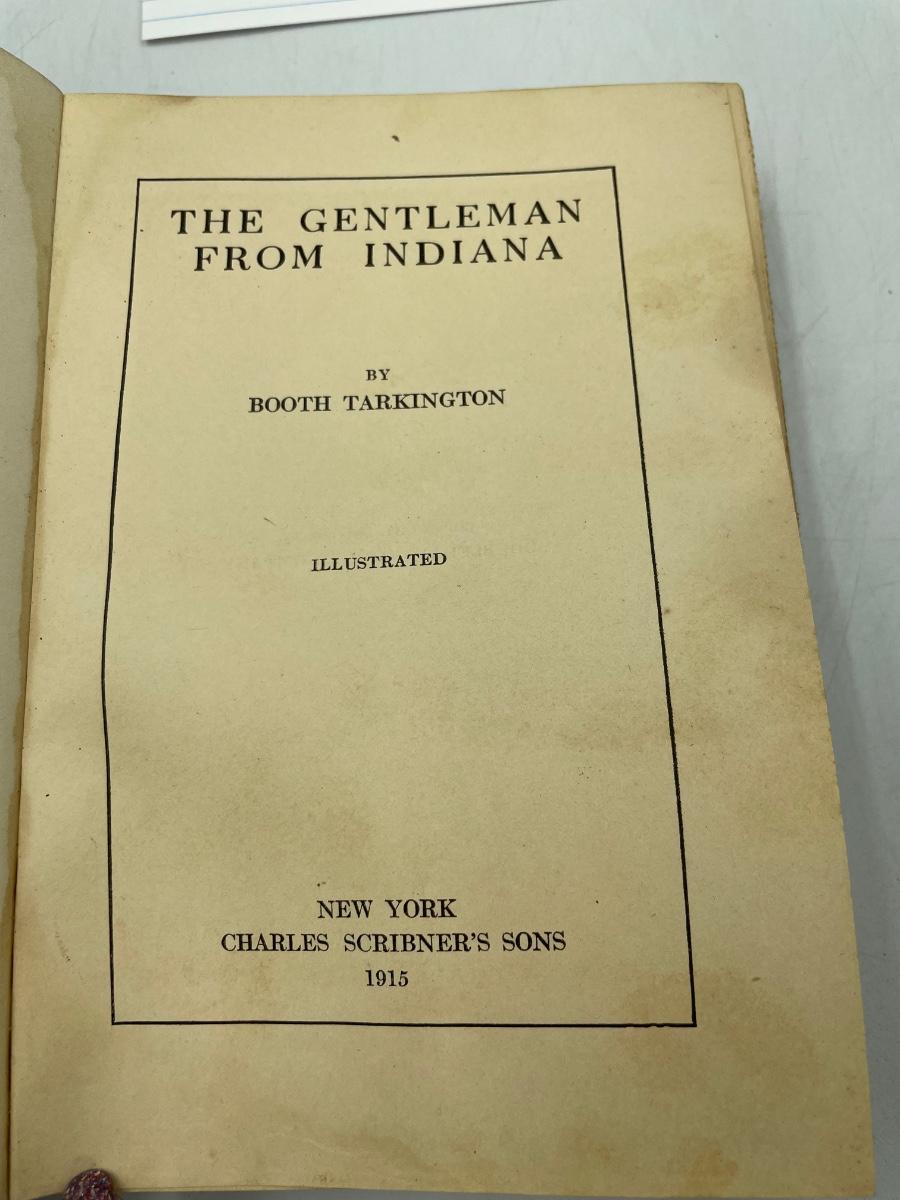 THE GENTLEMAN
FROM INDIANA
BY
BOOTH TARKINGTON
ILLUSTRATED
NEW YORK
CHARLES SCRIBNER'S SONS
1915